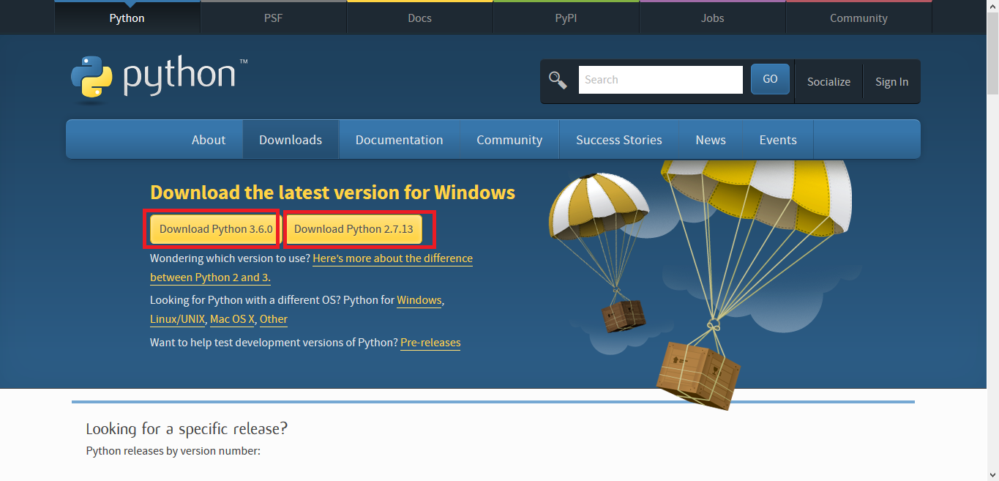 Python PSF Docs PyPI Jobs Community
python™
Search GO Socialize Sign In
About Downloads Documentation Community Success Stories News Events
Download the latest version for Windows
Download Python 3.6.0 Download Python 2.7.13
Wondering which version to use? Here’s more about the difference
between Python 2 and 3.
Looking for Python with a different OS? Python for Windows,
Linux/UNIX, Mac OS X, Other
Want to help test development versions of Python? Pre-releases
Looking for a specific release?
Python releases by version number: